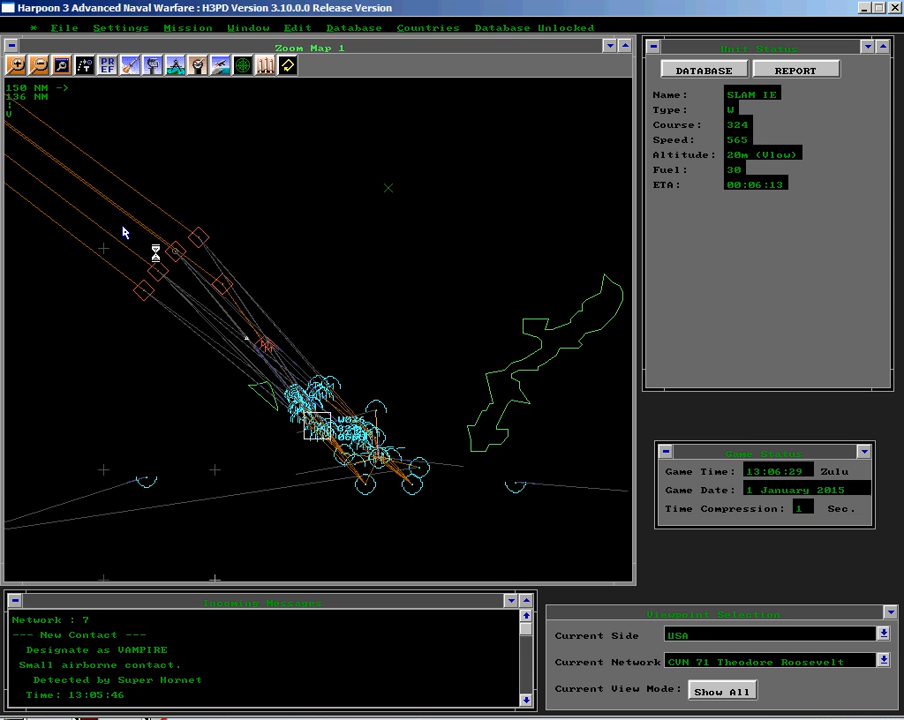 Harpoon 3 Advanced Naval Warfare: H3PD Version 3.10.0.0 Release Version
* File Settings Mission Window Edit Database Countries Database Unlocked
Zoom Map 1
PREF
150 NM ->
136 NM
V
Unit Status
DATABASE REPORT
Name: SLAM IE
Type: W
Course: 324
Speed: 565
Altitude: 20m (Vlow)
Fuel: 30
ETA: 00:06:13
Game Status
Game Time: 13:06:29 Zulu
Game Date: 1 January 2015
Time Compression: 1 Sec.
Incoming Messages
Network : 7
--- New Contact ---
Designate as VAMPIRE
Small airborne contact.
Detected by Super Hornet
Time: 13:05:46
Viewpoint Selection
Current Side USA
Current Network CVN 71 Theodore Roosevelt
Current View Mode: Show All